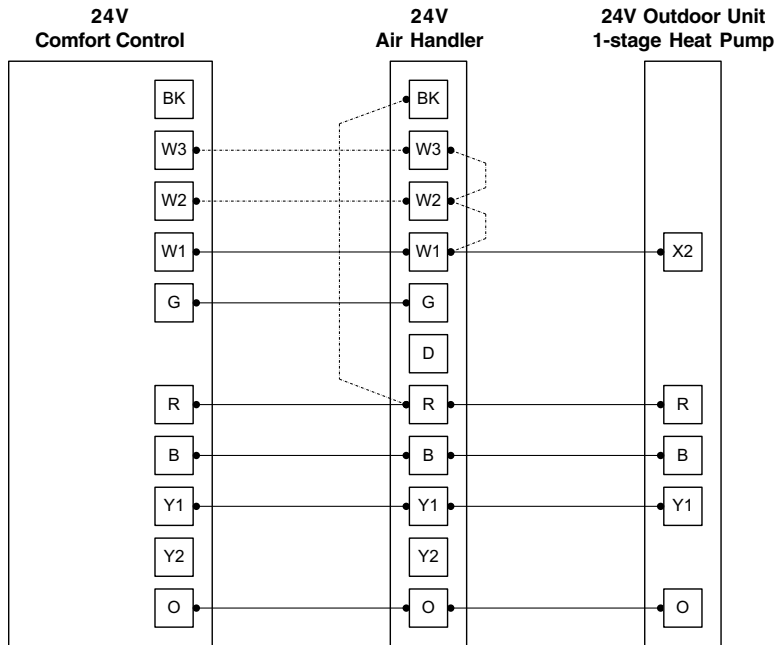 24V
Comfort Control
24V
Air Handler
24V Outdoor Unit
1-stage Heat Pump
BK
BK
W3
W3
W2
W2
W1
W1
X2
G
G
D
R
R
R
B
B
B
Y1
Y1
Y1
Y2
Y2
O
O
O